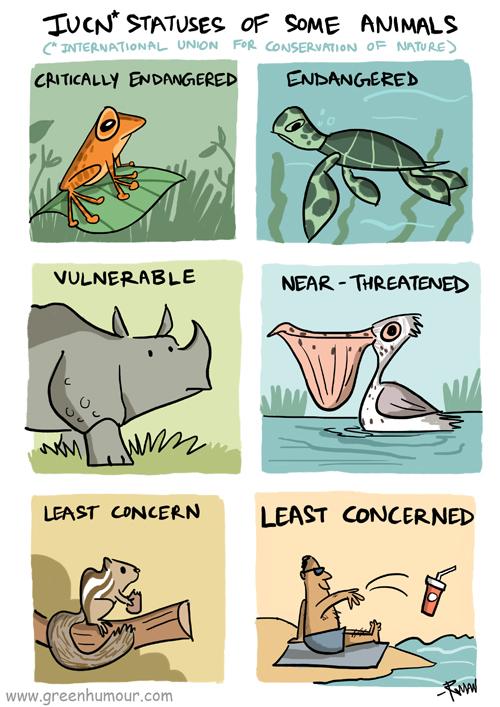 IUCN* STATUSES OF SOME ANIMALS
(*INTERNATIONAL UNION FOR CONSERVATION OF NATURE)
CRITICALLY ENDANGERED
ENDANGERED
VULNERABLE
NEAR-THREATENED
LEAST CONCERN
LEAST CONCERNED
www.greenhumour.com